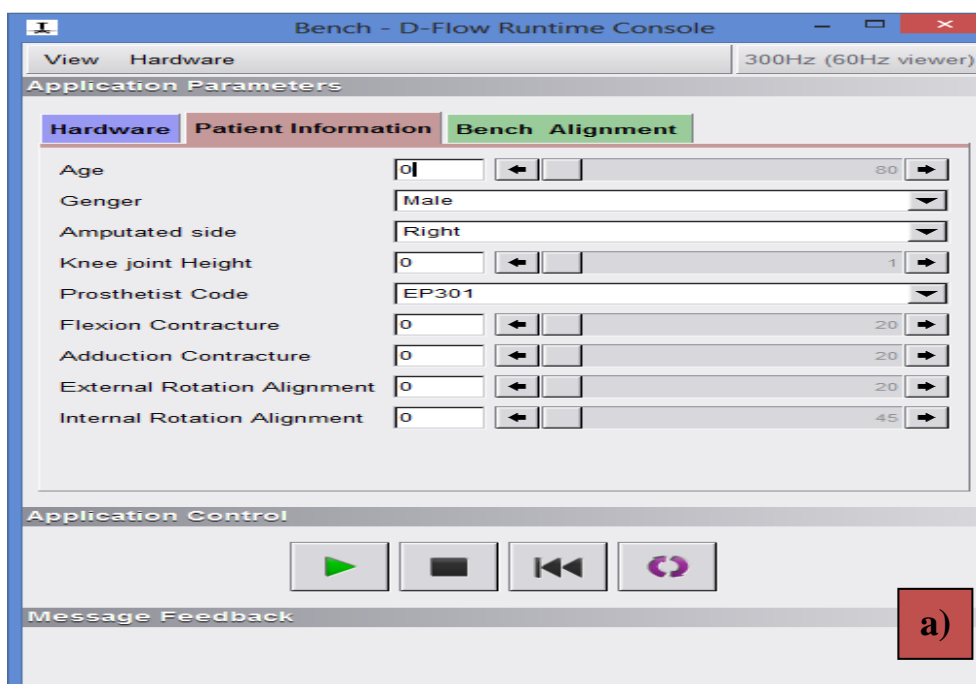 Bench - D-Flow Runtime Console
View Hardware 300Hz (60Hz viewer)
Application Parameters
Hardware Patient Information Bench Alignment
Age 0 80
Genger Male
Amputated side Right
Knee joint Height 0 1
Prosthetist Code EP301
Flexion Contracture 0 20
Adduction Contracture 0 20
External Rotation Alignment 0 20
Internal Rotation Alignment 0 45
Application Control
Message Feedback
a)